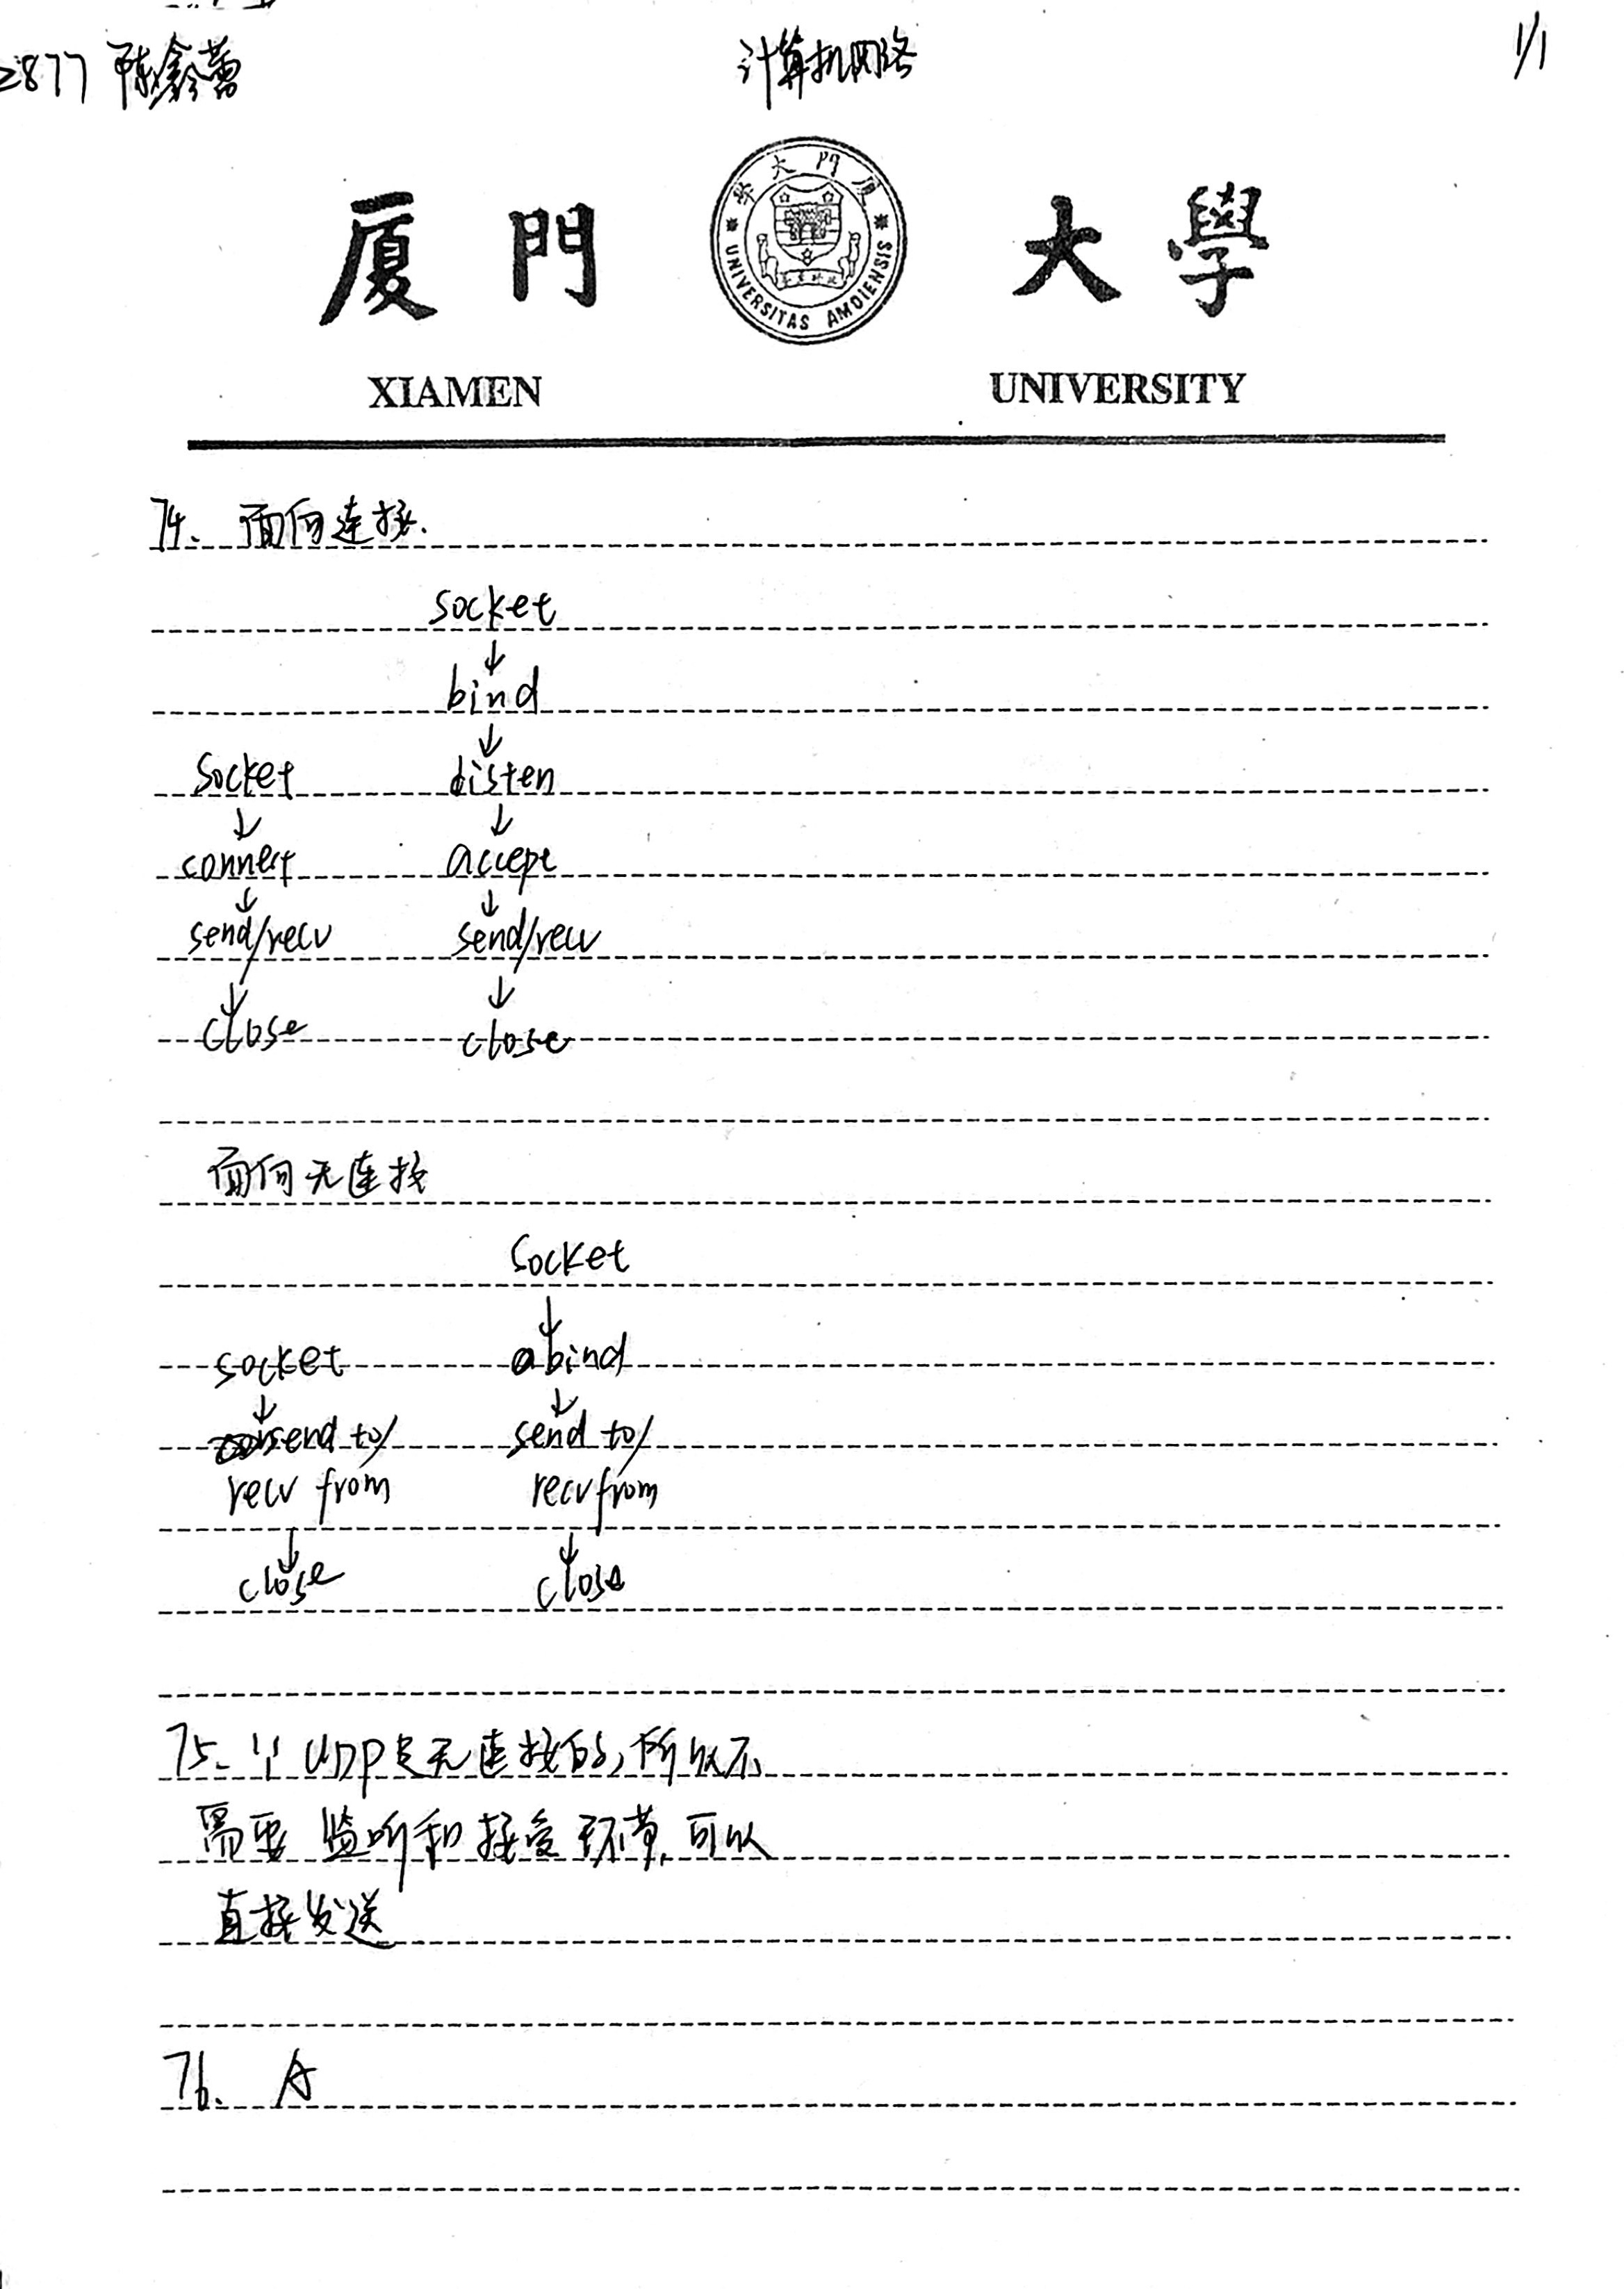 2877 陈鑫蕾 计算机网络 1/1
厦門大學
廈門大學
UNIVERSITAS AMOIENSIS
XIAMEN UNIVERSITY
74. 面向连接.
socket
↓
bind
↓
socket listen
↓ ↓
connect accept
↓ ↓
send/recv send/recv
↓ ↓
close close
面向无连接
socket
↓
socket bind
↓ ↓
send to/ send to/
recv from recvfrom
↓ ↓
close close
75. UDP是无连接的,所以不
需要监听和接受环节,可以
直接发送
76. A